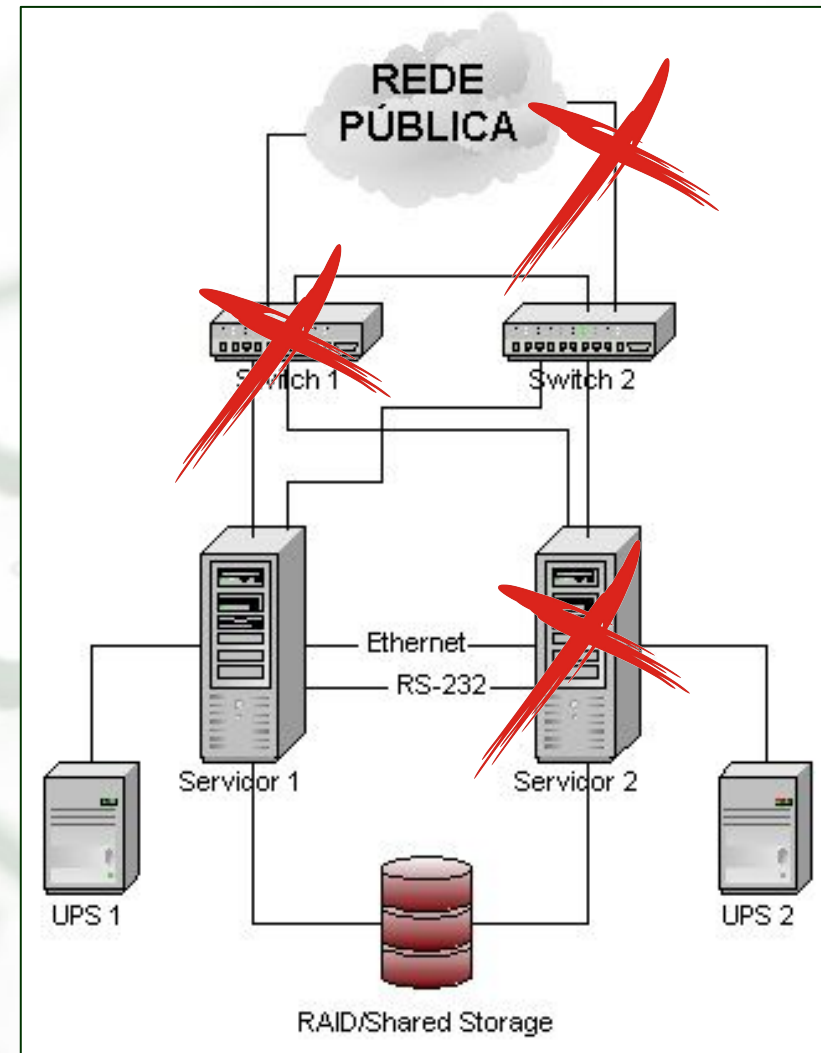 REDE
PÚBLICA
Switch 1
Switch 2
Ethernet
RS-232
Servidor 1
Servidor 2
UPS 1
UPS 2
RAID/Shared Storage